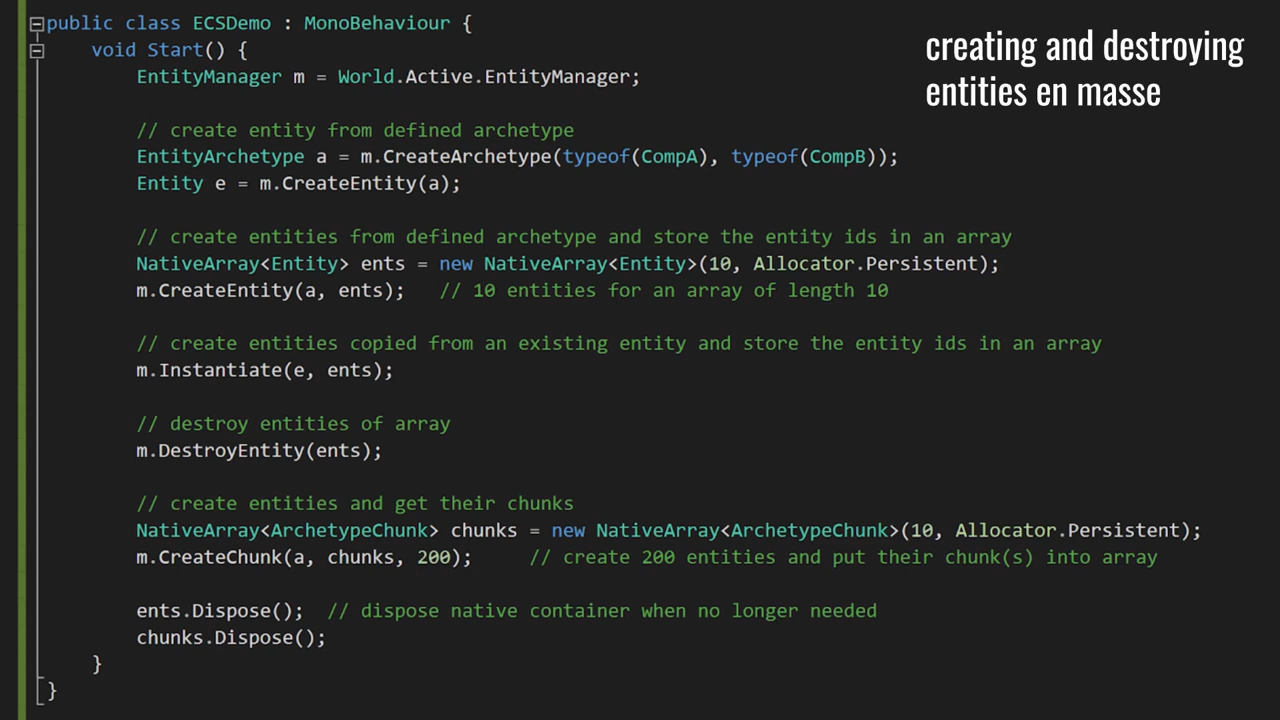 public class ECSDemo : MonoBehaviour {
void Start() {
EntityManager m = World.Active.EntityManager;
// create entity from defined archetype
EntityArchetype a = m.CreateArchetype(typeof(CompA), typeof(CompB));
Entity e = m.CreateEntity(a);
// create entities from defined archetype and store the entity ids in an array
NativeArray<Entity> ents = new NativeArray<Entity>(10, Allocator.Persistent);
m.CreateEntity(a, ents);   // 10 entities for an array of length 10
// create entities copied from an existing entity and store the entity ids in an array
m.Instantiate(e, ents);
// destroy entities of array
m.DestroyEntity(ents);
// create entities and get their chunks
NativeArray<ArchetypeChunk> chunks = new NativeArray<ArchetypeChunk>(10, Allocator.Persistent);
m.CreateChunk(a, chunks, 200);     // create 200 entities and put their chunk(s) into array
ents.Dispose();  // dispose native container when no longer needed
chunks.Dispose();
}
}
creating and destroying
entities en masse